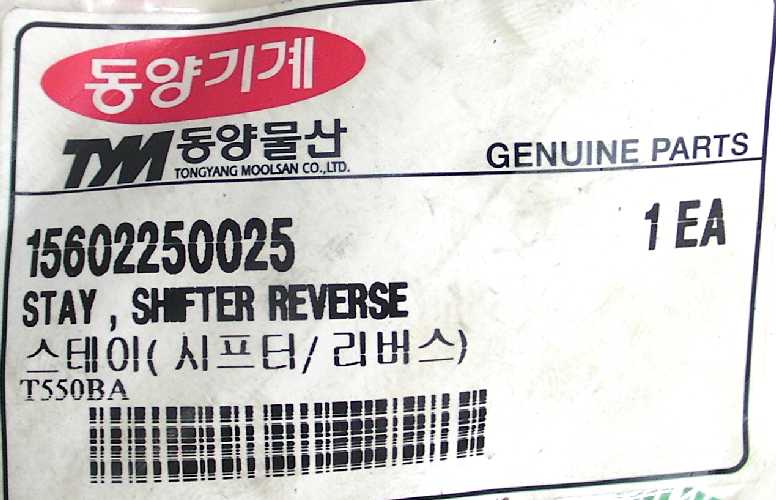 동양기계
TYM 동양물산
TONGYANG MOOLSAN CO.,LTD.
GENUINE PARTS
15602250025
1 EA
STAY , SHIFTER REVERSE
스테이( 시프터/ 리버스)
T550BA